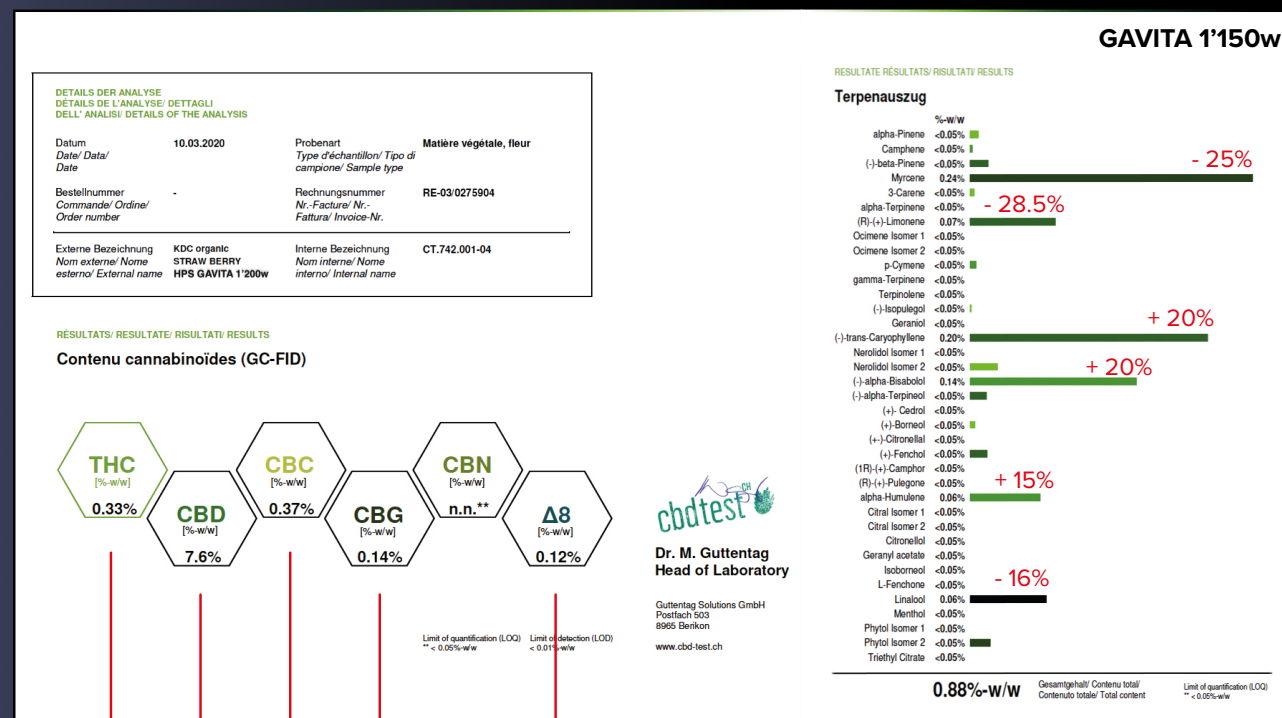 GAVITA 1'150w
DETAILS DER ANALYSE
DÉTAILS DE L'ANALYSE/ DETTAGLI
DELL' ANALISI/ DETAILS OF THE ANALYSIS
Datum
Date/ Data/
Date
10.03.2020
Probenart
Type d'échantillon/ Tipo di
campione/ Sample type
Matière végétale, fleur
Bestellnummer
Commande/ Ordine/
Order number
-
Rechnungsnummer
Nr.-Facture/ Nr.-
Fattura/ Invoice-Nr.
RE-03/0275904
Externe Bezeichnung
Nom externe/ Nome
esterno/ External name
KDC organic
STRAW BERRY
HPS GAVITA 1'200w
Interne Bezeichnung
Nom interne/ Nome
interno/ Internal name
CT.742.001-04
RÉSULTATS/ RESULTATE/ RISULTATI/ RESULTS
Contenu cannabinoïdes (GC-FID)
THC
[%-w/w]
0.33%
CBD
[%-w/w]
7.6%
CBC
[%-w/w]
0.37%
CBG
[%-w/w]
0.14%
CBN
[%-w/w]
n.n.**
Δ8
[%-w/w]
0.12%
Limit of quantification (LOQ)
** < 0.05%-w/w
Limit of detection (LOD)
< 0.01%-w/w
cbdtest CH
Dr. M. Guttentag
Head of Laboratory
Guttentag Solutions GmbH
Postfach 503
8965 Berikon
www.cbd-test.ch
RESULTATE RÉSULTATS/ RISULTATI/ RESULTS
Terpenauszug
%-w/w
alpha-Pinene <0.05%
Camphene <0.05%
(-)-beta-Pinene <0.05%
Myrcene 0.24% - 25%
3-Carene <0.05%
alpha-Terpinene <0.05%
(R)-(+)-Limonene 0.07% - 28.5%
Ocimene Isomer 1 <0.05%
Ocimene Isomer 2 <0.05%
p-Cymene <0.05%
gamma-Terpinene <0.05%
Terpinolene <0.05%
(-)-Isopulegol <0.05%
Geraniol <0.05%
(-)-trans-Caryophyllene 0.20% + 20%
Nerolidol Isomer 1 <0.05%
Nerolidol Isomer 2 <0.05%
(-)-alpha-Bisabolol 0.14% + 20%
(-)-alpha-Terpineol <0.05%
(+)- Cedrol <0.05%
(+)-Borneol <0.05%
(+-)-Citronellal <0.05%
(+)-Fenchol <0.05%
(1R)-(+)-Camphor <0.05%
(R)-(+)-Pulegone <0.05%
alpha-Humulene 0.06% + 15%
Citral Isomer 1 <0.05%
Citral Isomer 2 <0.05%
Citronellol <0.05%
Geranyl acetate <0.05%
Isoborneol <0.05%
L-Fenchone <0.05%
Linalool 0.06% - 16%
Menthol <0.05%
Phytol Isomer 1 <0.05%
Phytol Isomer 2 <0.05%
Triethyl Citrate <0.05%
0.88%-w/w
Gesamtgehalt/ Contenu total/
Contenuto totale/ Total content
Limit of quantification (LOQ)
** < 0.05%-w/w